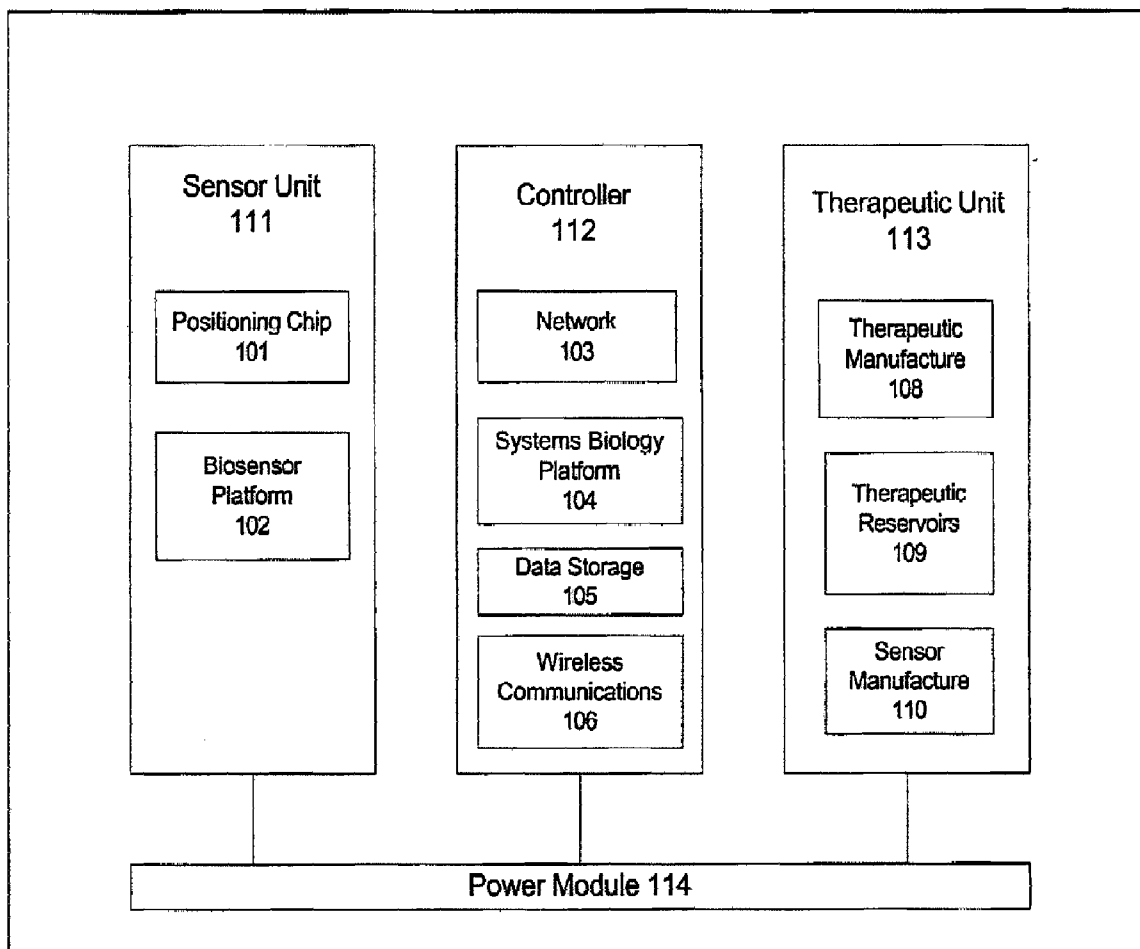 Sensor Unit
111
Positioning Chip
101
Biosensor
Platform
102
Controller
112
Network
103
Systems Biology
Platform
104
Data Storage
105
Wireless
Communications
106
Therapeutic Unit
113
Therapeutic
Manufacture
108
Therapeutic
Reservoirs
109
Sensor
Manufacture
110
Power Module 114